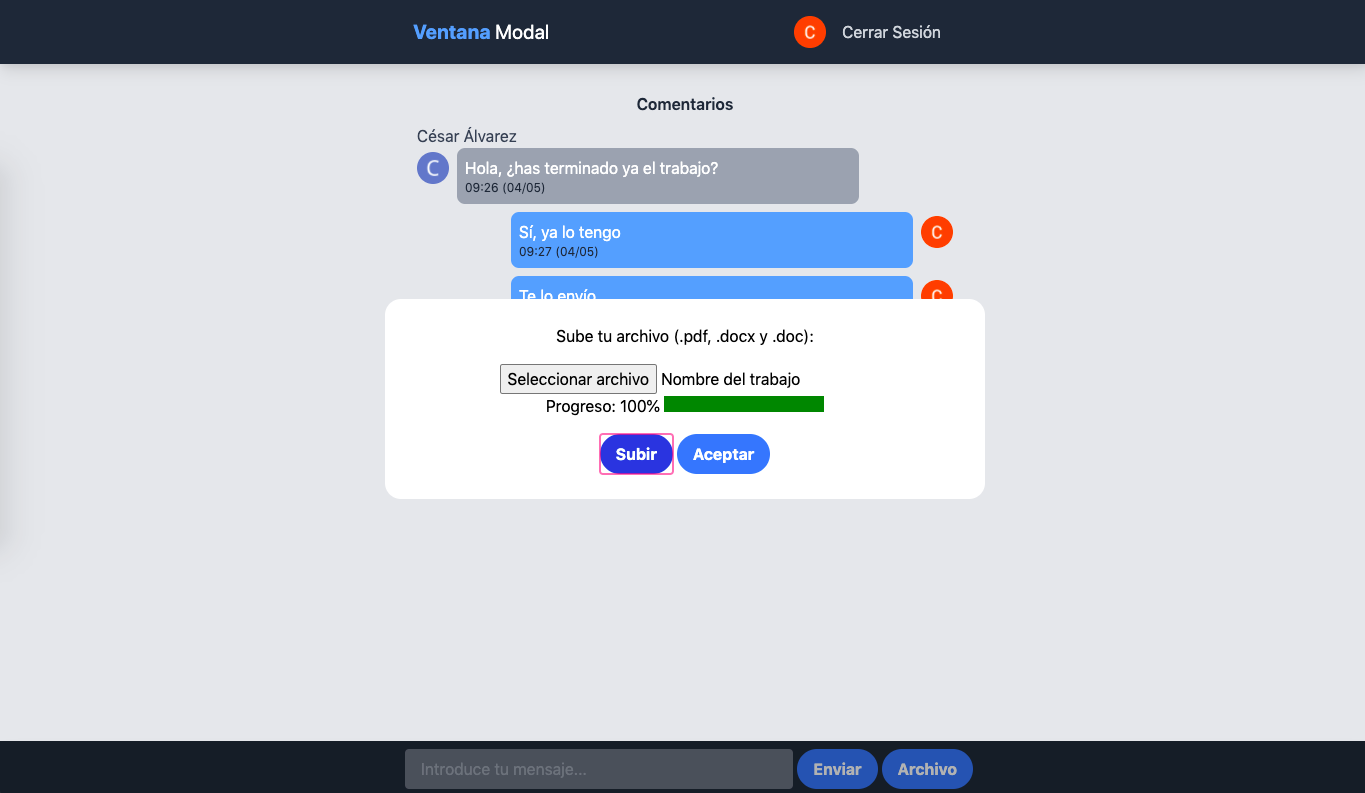 Ventana Modal
C Cerrar Sesión
Comentarios
César Álvarez
C
Hola, ¿has terminado ya el trabajo?
09:26 (04/05)
Sí, ya lo tengo
C
09:27 (04/05)
Te lo envío
C
Sube tu archivo (.pdf, .docx y .doc):
Seleccionar archivo Nombre del trabajo
Progreso: 100%
Subir Aceptar
Introduce tu mensaje... Enviar Archivo